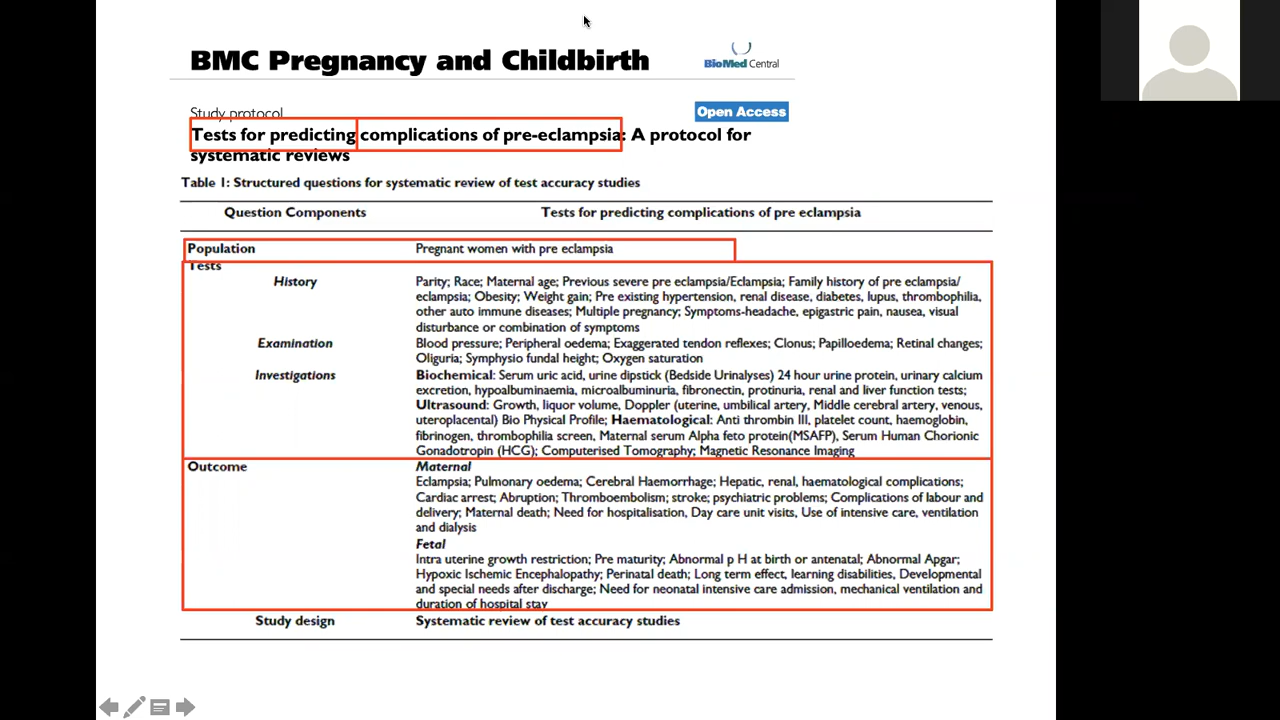 BMC Pregnancy and Childbirth
BioMed Central
Study protocol
Open Access
Tests for predicting complications of pre-eclampsia: A protocol for
systematic reviews
Table 1: Structured questions for systematic review of test accuracy studies
Question Components
Tests for predicting complications of pre eclampsia
Population
Pregnant women with pre eclampsia
Tests
History
Parity; Race; Maternal age; Previous severe pre eclampsia/Eclampsia; Family history of pre eclampsia/
eclampsia; Obesity; Weight gain; Pre existing hypertension, renal disease, diabetes, lupus, thrombophilia,
other auto immune diseases; Multiple pregnancy; Symptoms-headache, epigastric pain, nausea, visual
disturbance or combination of symptoms
Examination
Blood pressure; Peripheral oedema; Exaggerated tendon reflexes; Clonus; Papilloedema; Retinal changes;
Oliguria; Symphysio fundal height; Oxygen saturation
Investigations
Biochemical: Serum uric acid, urine dipstick (Bedside Urinalyses) 24 hour urine protein, urinary calcium
excretion, hypoalbuminaemia, microalbuminuria, fibronectin, protinuria, renal and liver function tests;
Ultrasound: Growth, liquor volume, Doppler (uterine, umbilical artery, Middle cerebral artery, venous,
uteroplacental) Bio Physical Profile; Haematological: Anti thrombin III, platelet count, haemoglobin,
fibrinogen, thrombophilia screen, Maternal serum Alpha feto protein(MSAFP), Serum Human Chorionic
Gonadotropin (HCG); Computerised Tomography; Magnetic Resonance Imaging
Outcome
Maternal
Eclampsia; Pulmonary oedema; Cerebral Haemorrhage; Hepatic, renal, haematological complications;
Cardiac arrest; Abruption; Thromboembolism; stroke; psychiatric problems; Complications of labour and
delivery; Maternal death; Need for hospitalisation, Day care unit visits, Use of intensive care, ventilation
and dialysis
Fetal
Intra uterine growth restriction; Pre maturity; Abnormal p H at birth or antenatal; Abnormal Apgar;
Hypoxic Ischemic Encephalopathy; Perinatal death; Long term effect, learning disabilities, Developmental
and special needs after discharge; Need for neonatal intensive care admission, mechanical ventilation and
duration of hospital stay
Study design
Systematic review of test accuracy studies